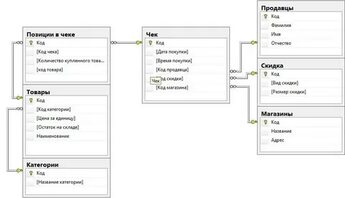 Позиции в чеке
Код
[Код чека]
[Количество купленного това...
[код товара]
Товары
Код
[Код категории]
[Цена за единицу]
[Остаток на складе]
Наименование
Категории
Код
[Название категории]
Чек
Код
[Дата покупки]
[Время покупки]
[Код продавца]
[Код скидки]
Чек
[Код магазина]
Продавцы
Код
Фамилия
Имя
Отчество
Скидка
Код
[Вид скидки]
[Размер скидки]
Магазины
Код
Название
Адрес